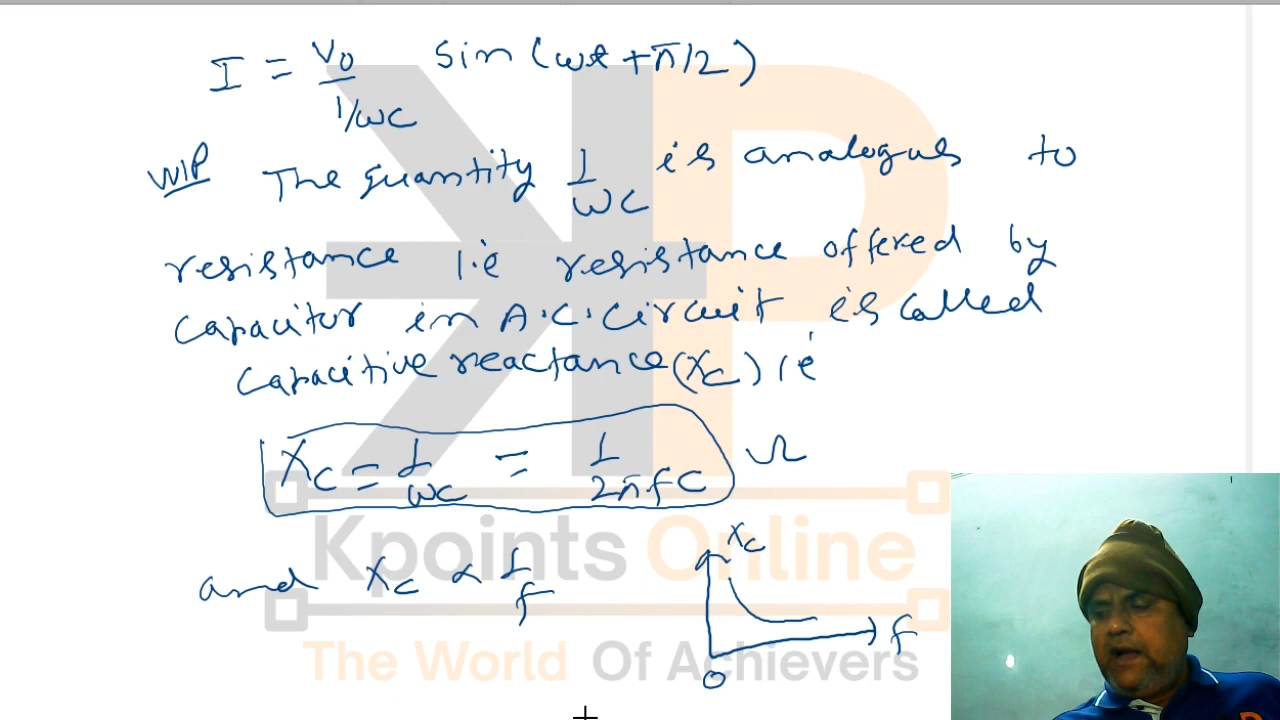 I = V0 / 1/ωC sin(ωt + π/2)
WIP The quantity 1/ωC is analogus to
resistance i.e resistance offered by
capacitor in A.C. circuit is called
capacitive reactance (Xc) i.e
Xc = 1/ωC = 1/2πfC Ω
and Xc ∝ 1/f
Xc
f
0
Kpoints Online
The World Of Achievers